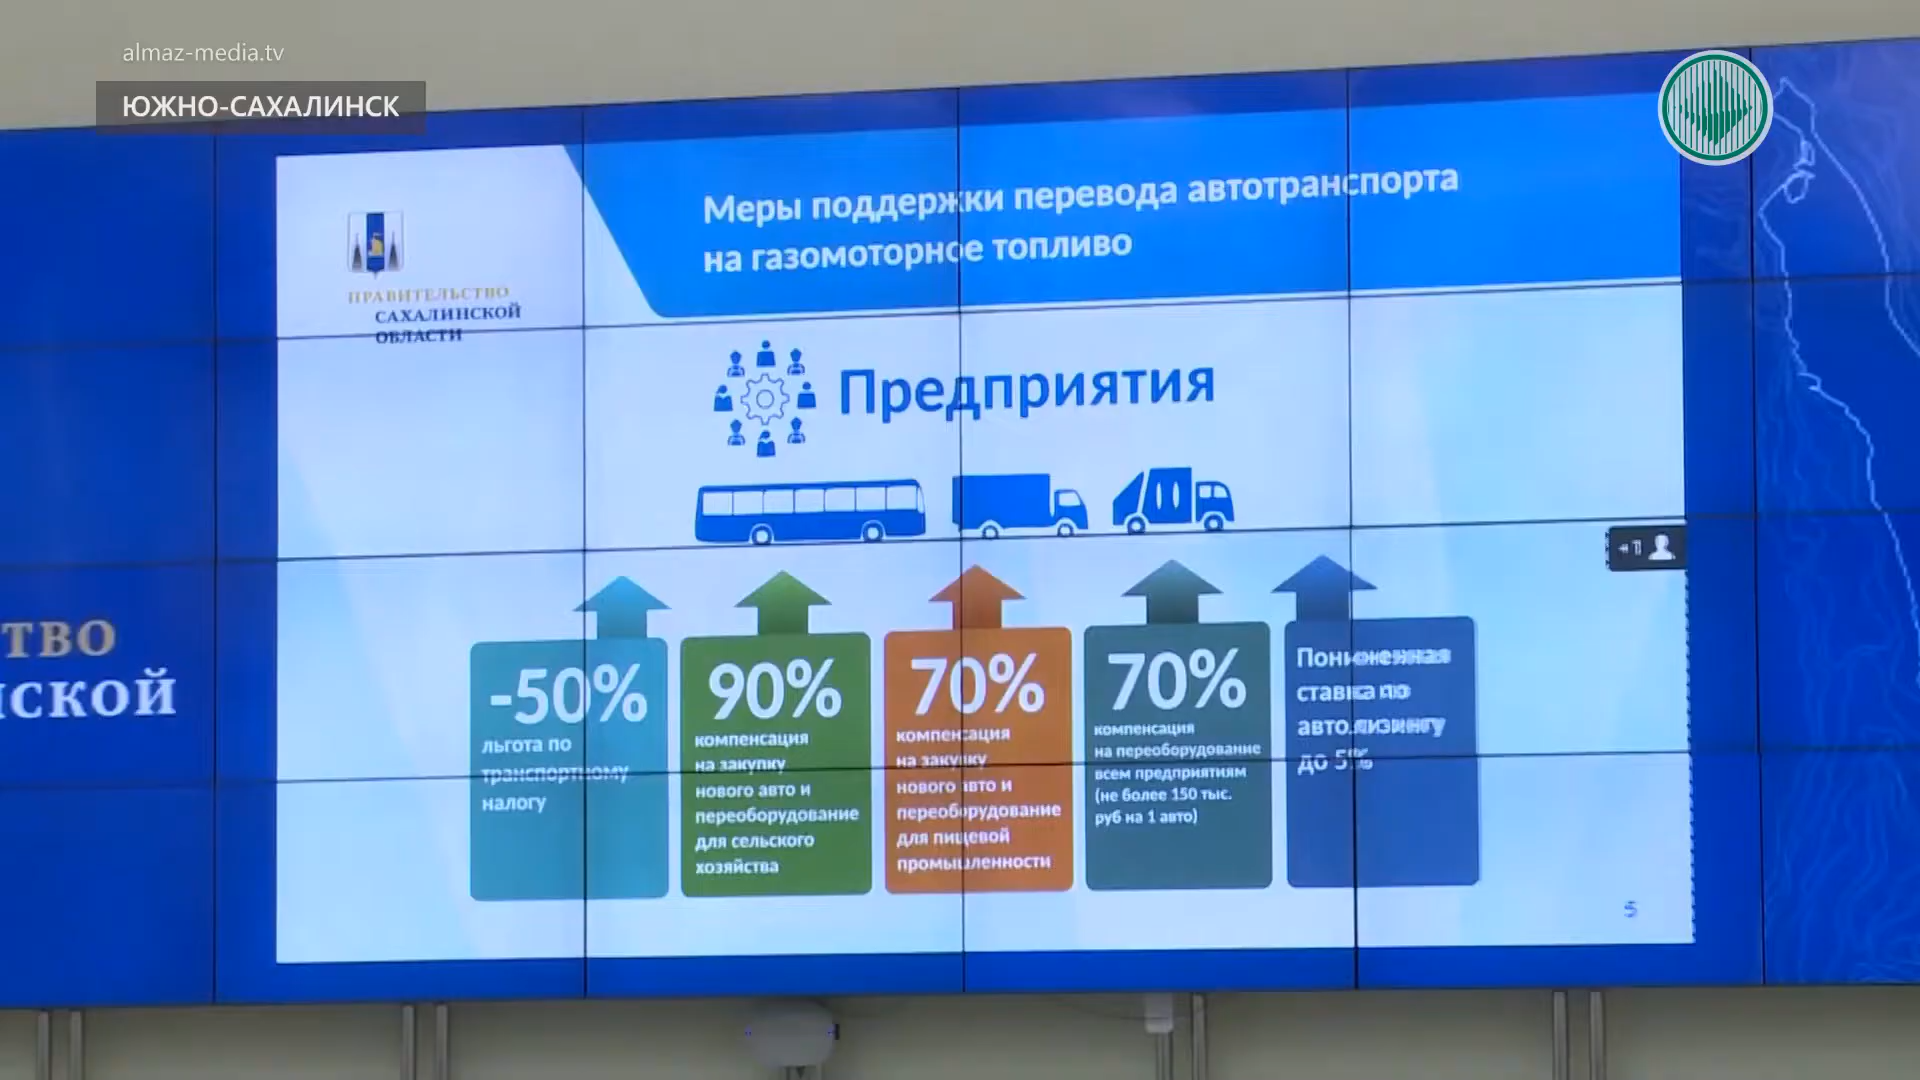 almaz-media.tv
ЮЖНО-САХАЛИНСК
ПРАВИТЕЛЬСТВО
САХАЛИНСКОЙ
ОБЛАСТИ
Меры поддержки перевода автотранспорта
на газомоторное топливо
Предприятия
+1
-50%
льгота по
транспортному
налогу
90%
компенсация
на закупку
нового авто и
переоборудование
для сельского
хозяйства
70%
компенсация
на закупку
нового авто и
переоборудование
для пищевой
промышленности
70%
компенсация
на переоборудование
всем предприятиям
(не более 150 тыс.
руб на 1 авто)
Пониженная
ставка по
автолизингу
до 5%
5
ТВО
НСКОЙ